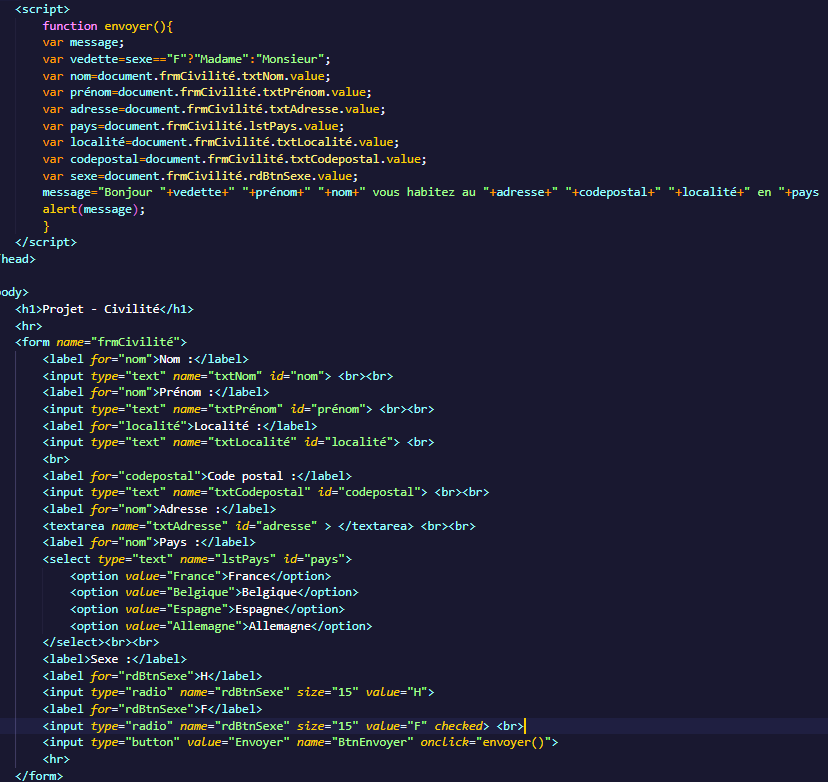 <script>
function envoyer(){
var message;
var vedette=sexe=="F"?"Madame":"Monsieur";
var nom=document.frmCivilité.txtNom.value;
var prénom=document.frmCivilité.txtPrénom.value;
var adresse=document.frmCivilité.txtAdresse.value;
var pays=document.frmCivilité.lstPays.value;
var localité=document.frmCivilité.txtLocalité.value;
var codepostal=document.frmCivilité.txtCodepostal.value;
var sexe=document.frmCivilité.rdBtnSexe.value;
message="Bonjour "+vedette+" "+prénom+" "+nom+" vous habitez au "+adresse+" "+codepostal+" "+localité+" en "+pays
alert(message);
}
</script>
head>
ody>
<h1>Projet - Civilité</h1>
<hr>
<form name="frmCivilité">
<label for="nom">Nom :</label>
<input type="text" name="txtNom" id="nom"> <br><br>
<label for="nom">Prénom :</label>
<input type="text" name="txtPrénom" id="prénom"> <br><br>
<label for="localité">Localité :</label>
<input type="text" name="txtLocalité" id="localité"> <br>
<br>
<label for="codepostal">Code postal :</label>
<input type="text" name="txtCodepostal" id="codepostal"> <br><br>
<label for="nom">Adresse :</label>
<textarea name="txtAdresse" id="adresse" > </textarea> <br><br>
<label for="nom">Pays :</label>
<select type="text" name="lstPays" id="pays">
<option value="France">France</option>
<option value="Belgique">Belgique</option>
<option value="Espagne">Espagne</option>
<option value="Allemagne">Allemagne</option>
</select><br><br>
<label>Sexe :</label>
<label for="rdBtnSexe">H</label>
<input type="radio" name="rdBtnSexe" size="15" value="H">
<label for="rdBtnSexe">F</label>
<input type="radio" name="rdBtnSexe" size="15" value="F" checked> <br>
<input type="button" value="Envoyer" name="BtnEnvoyer" onclick="envoyer()">
<hr>
</form>